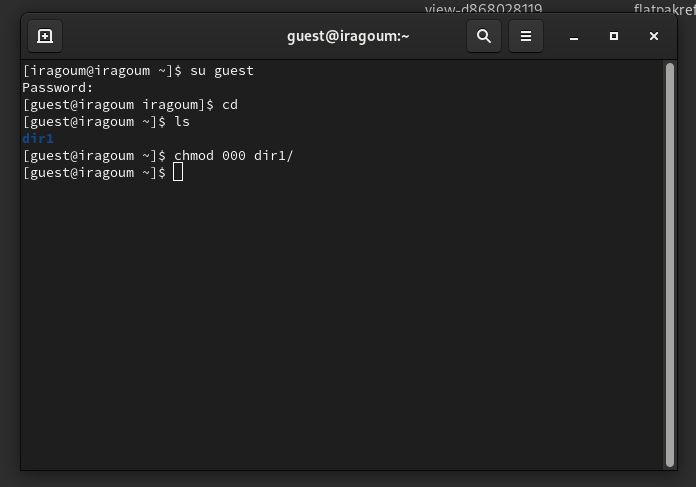 view-d868028119
flatpakref
guest@iragoum:~
[iragoum@iragoum ~]$ su guest
Password:
[guest@iragoum iragoum]$ cd
[guest@iragoum ~]$ ls
dir1
[guest@iragoum ~]$ chmod 000 dir1/
[guest@iragoum ~]$